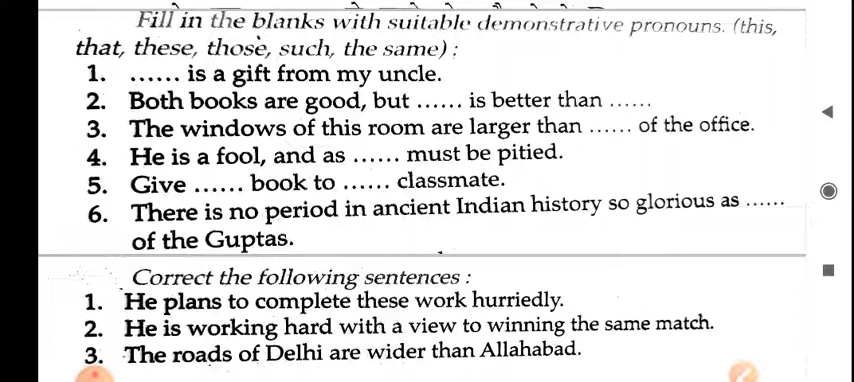 Fill in the blanks with suitable demonstrative pronouns. (this,
that, these, those, such, the same) :
1. ...... is a gift from my uncle.
2. Both books are good, but ...... is better than ......
3. The windows of this room are larger than ...... of the office.
4. He is a fool, and as ...... must be pitied.
5. Give ...... book to ...... classmate.
6. There is no period in ancient Indian history so glorious as ......
of the Guptas.
Correct the following sentences :
1. He plans to complete these work hurriedly.
2. He is working hard with a view to winning the same match.
3. The roads of Delhi are wider than Allahabad.